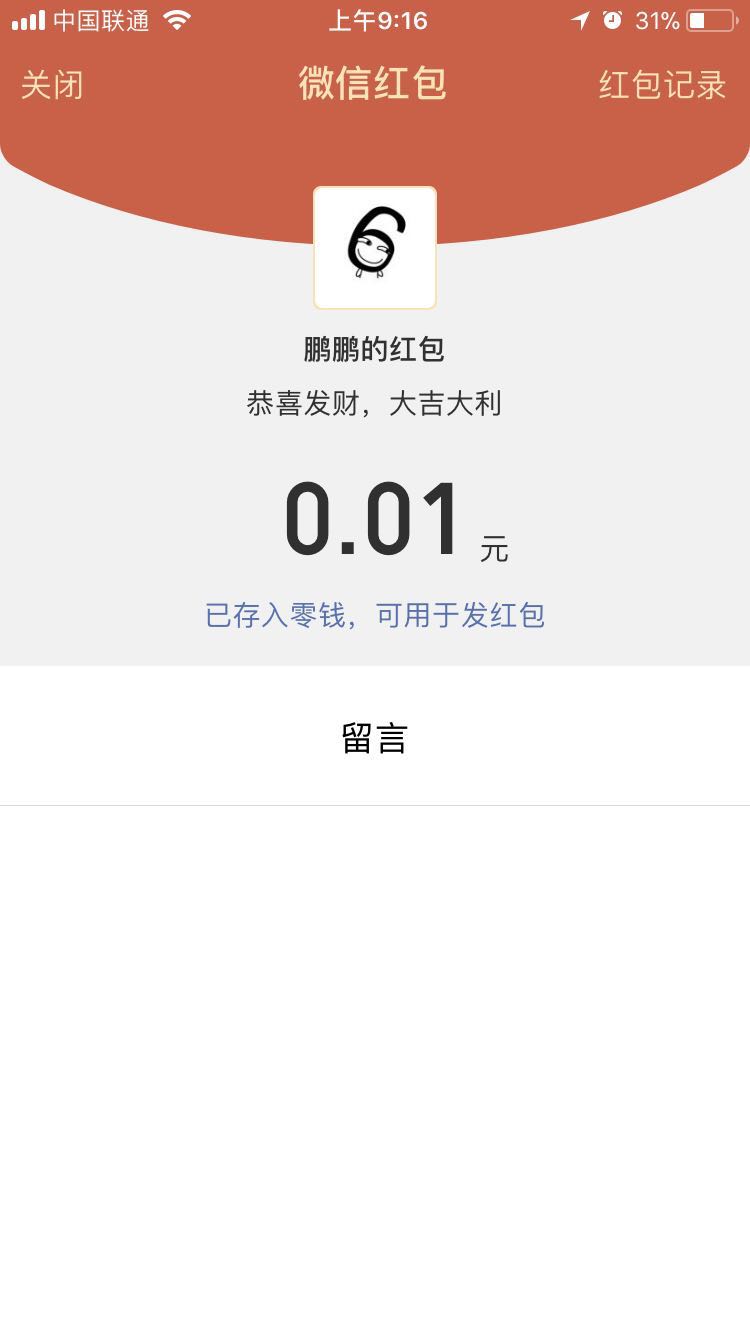 中国联通 上午9:16 31%
关闭 微信红包 红包记录
鹏鹏的红包
恭喜发财，大吉大利
0.01 元
已存入零钱，可用于发红包
留言